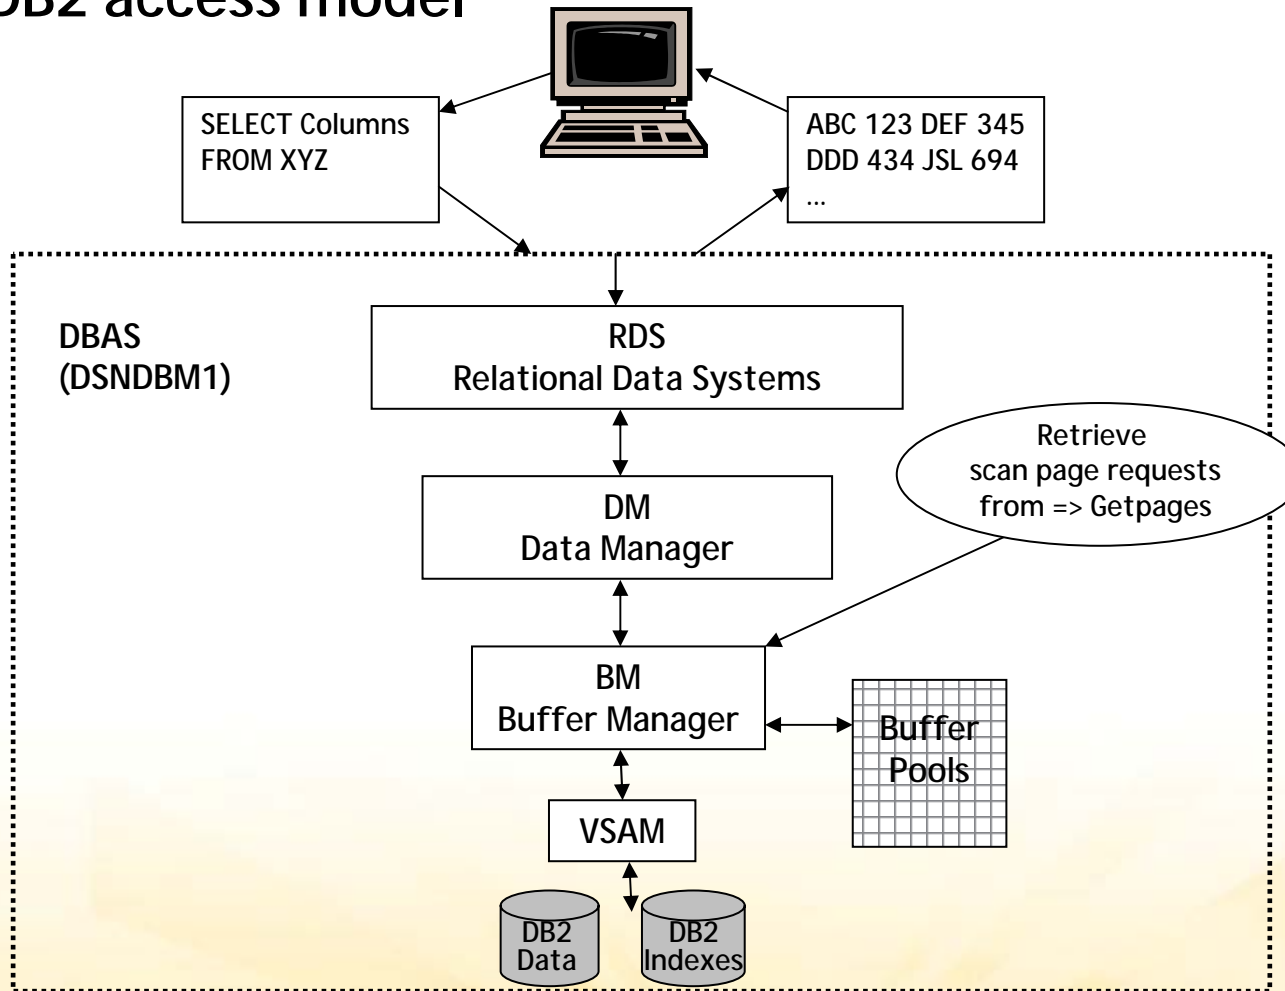 DB2 access model
SELECT Columns
FROM XYZ
ABC 123 DEF 345
DDD 434 JSL 694
...
DBAS
(DSNDBM1)
RDS
Relational Data Systems
Retrieve
scan page requests
from => Getpages
DM
Data Manager
BM
Buffer Manager
Buffer
Pools
VSAM
DB2
Data
DB2
Indexes